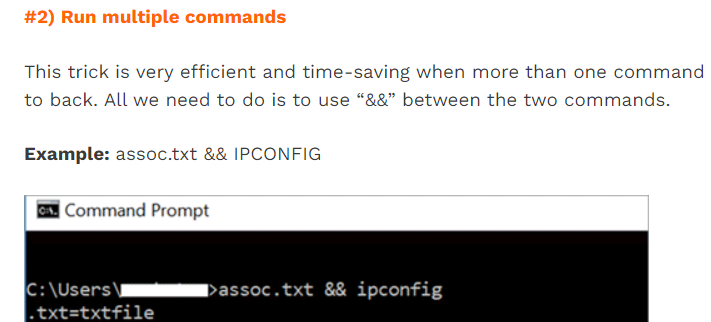 #2) Run multiple commands
This trick is very efficient and time-saving when more than one command
to back. All we need to do is to use “&&” between the two commands.
Example: assoc.txt && IPCONFIG
C:\. Command Prompt
C:\Users\ >assoc.txt && ipconfig
.txt=txtfile